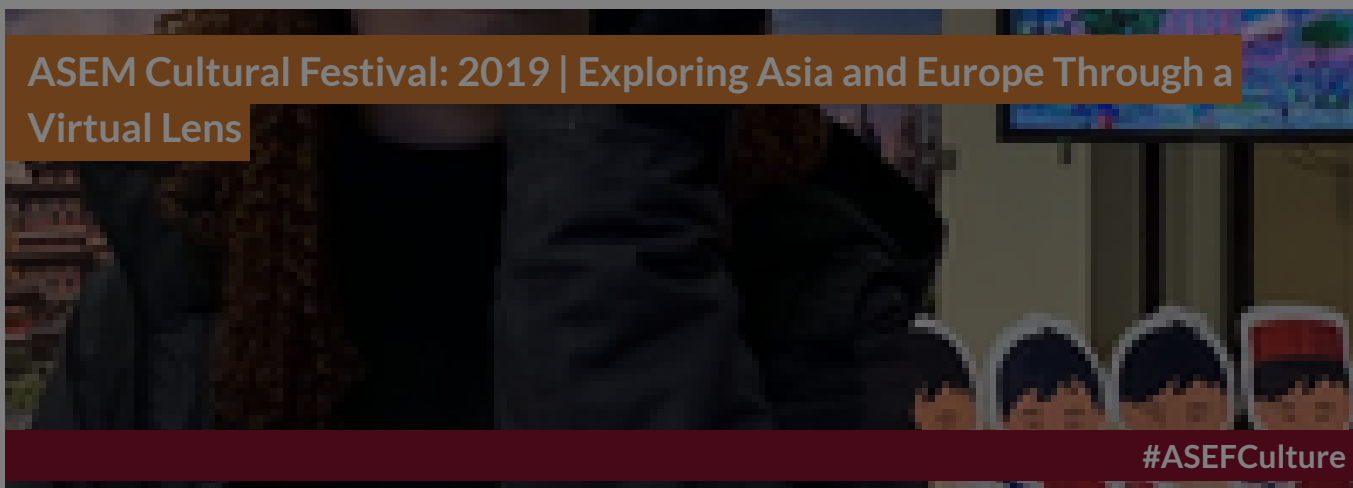 ASEM Cultural Festival: 2019 | Exploring Asia and Europe Through a
Virtual Lens
#ASEFCulture